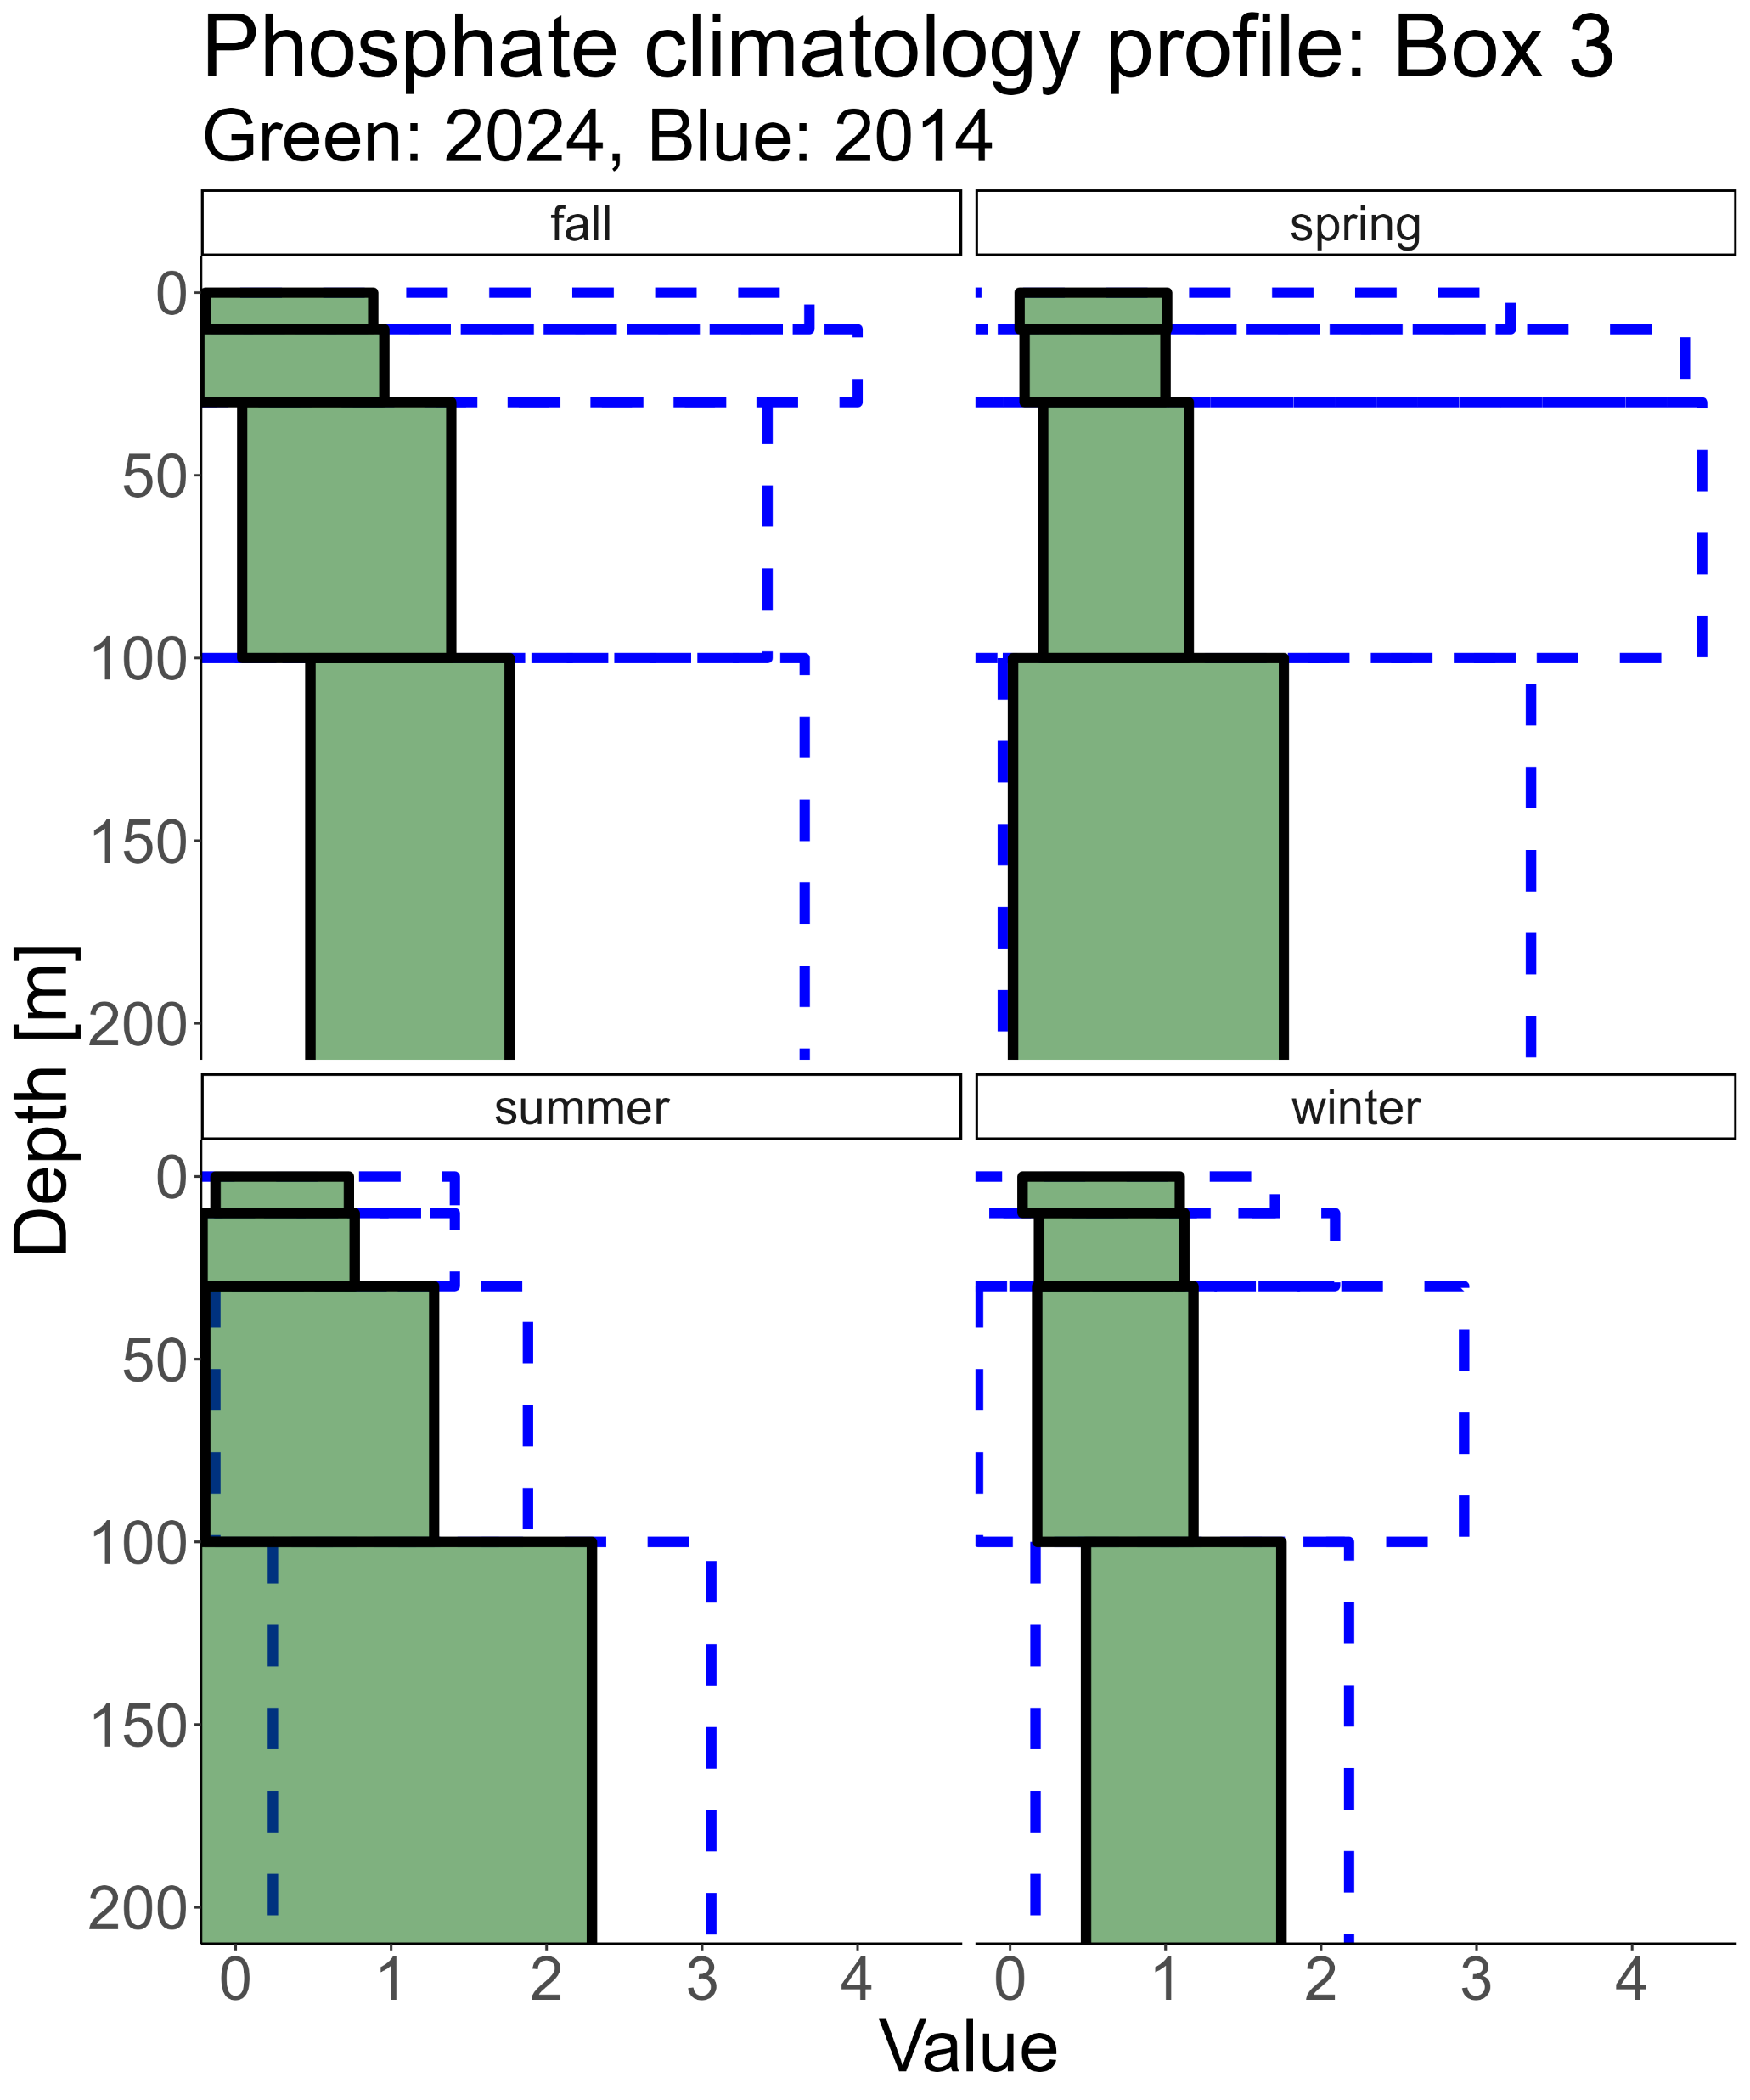 Phosphate climatology profile: Box 3
Green: 2024, Blue: 2014
fall
spring
0
50
100
150
200
summer
winter
0
50
100
150
200
Depth [m]
0 1 2 3 4
0 1 2 3 4
Value